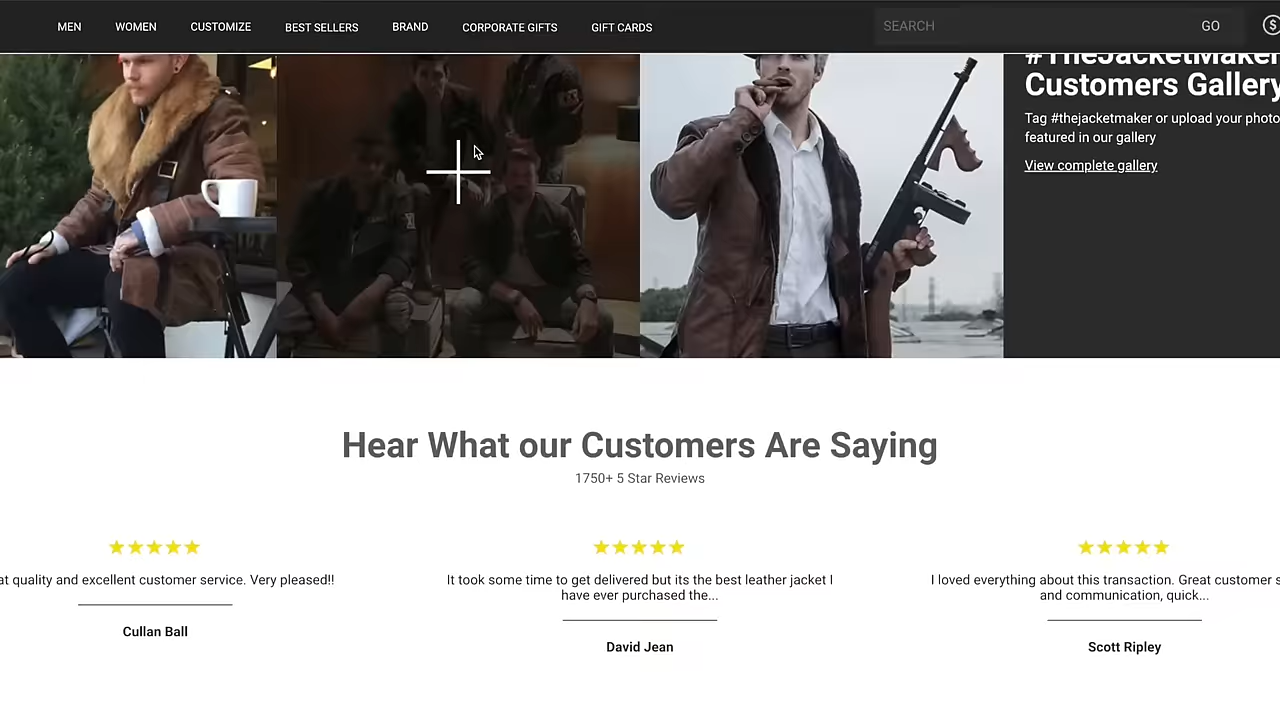 MEN WOMEN CUSTOMIZE BEST SELLERS BRAND CORPORATE GIFTS GIFT CARDS SEARCH GO
#TheJacketMaker
Customers Gallery
Tag #thejacketmaker or upload your photo
featured in our gallery
View complete gallery
Hear What our Customers Are Saying
1750+ 5 Star Reviews
quality and excellent customer service. Very pleased!!
Cullan Ball
It took some time to get delivered but its the best leather jacket I
have ever purchased the...
David Jean
I loved everything about this transaction. Great customer
and communication, quick...
Scott Ripley